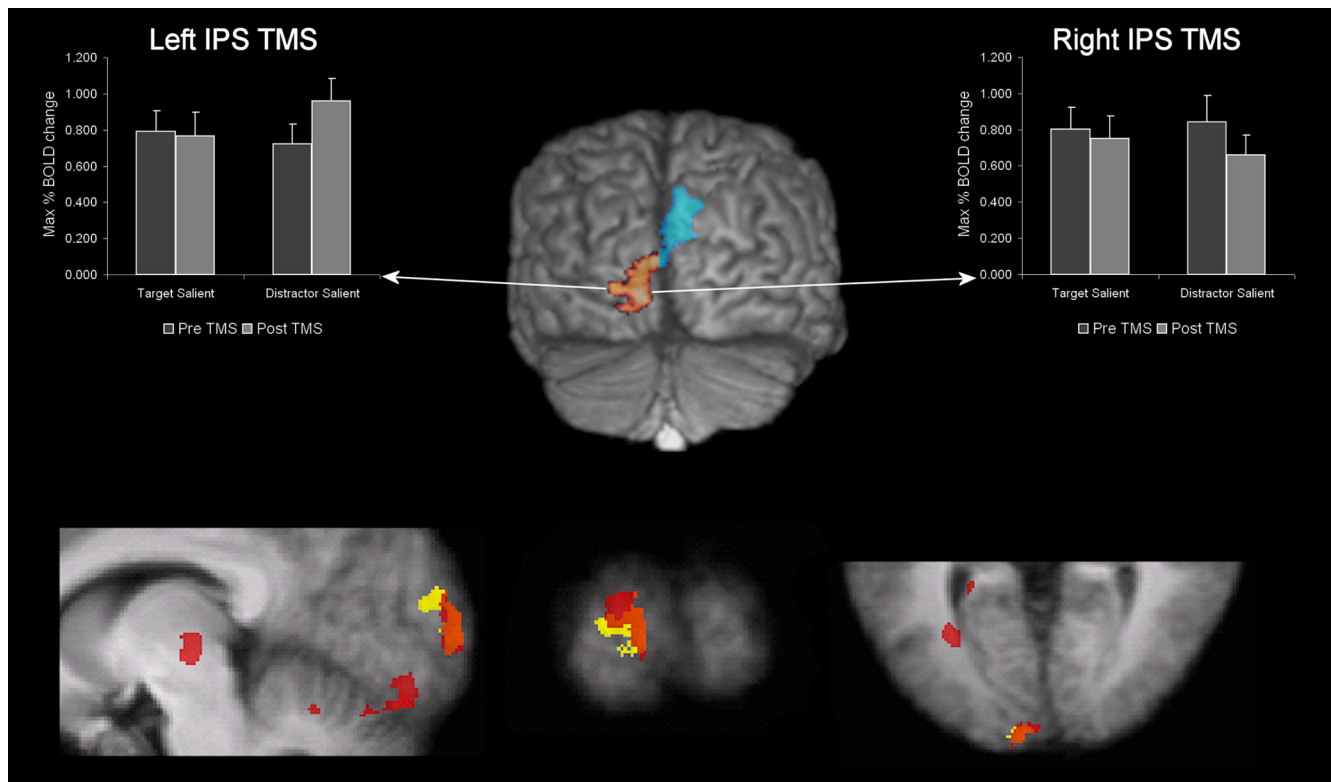 Left IPS TMS
Max % BOLD change
1.200
1.000
0.800
0.600
0.400
0.200
0.000
Target Salient Distractor Salient
Pre TMS Post TMS
Right IPS TMS
Max % BOLD change
1.200
1.000
0.800
0.600
0.400
0.200
0.000
Target Salient Distractor Salient
Pre TMS Post TMS